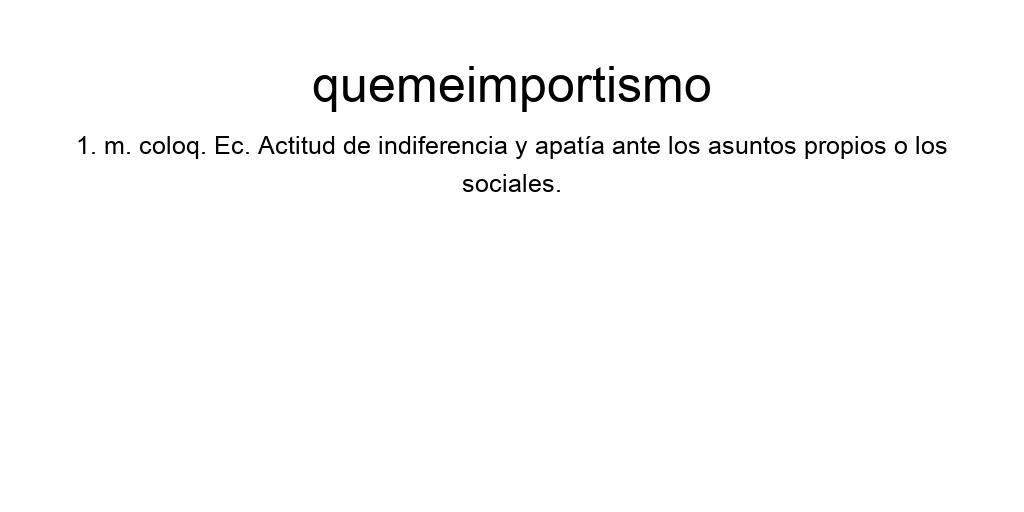 quemeimportismo
1. m. coloq. Ec. Actitud de indiferencia y apatía ante los asuntos propios o los
sociales.